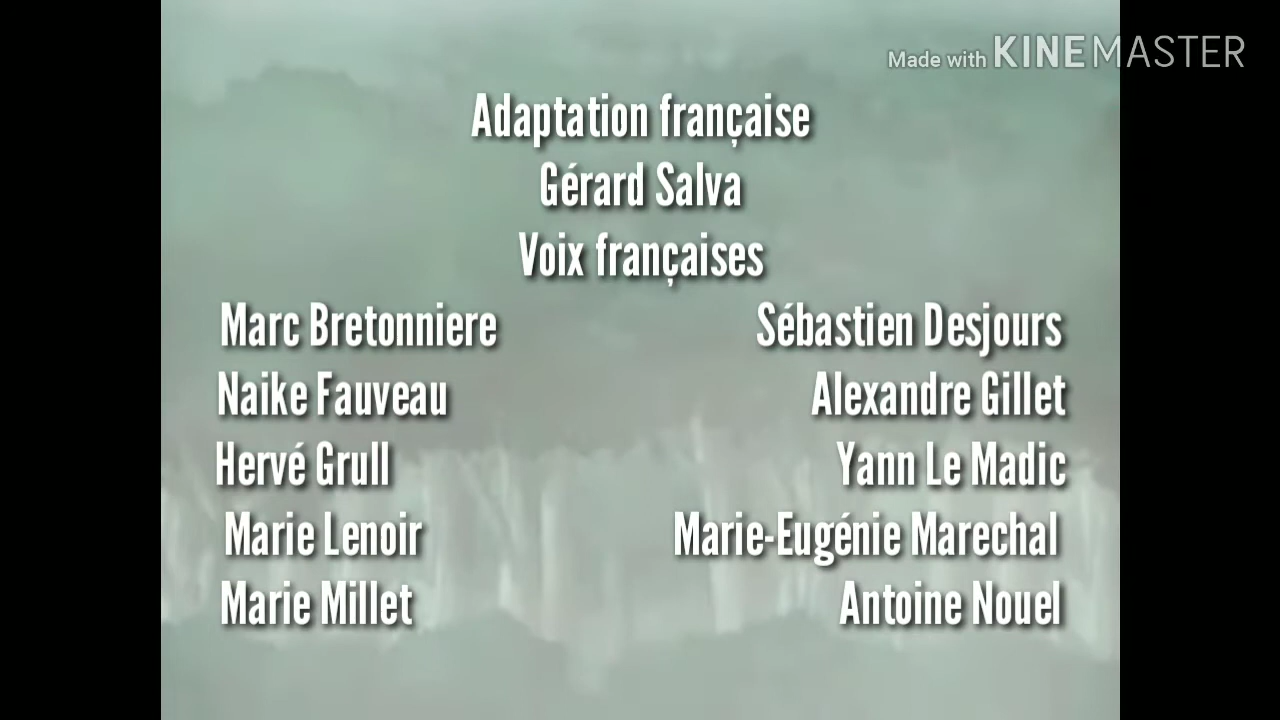 Made with KINEMASTER
Adaptation française
Gérard Salva
Voix françaises
Marc Bretonniere Sébastien Desjours
Naike Fauveau Alexandre Gillet
Hervé Grull Yann Le Madic
Marie Lenoir Marie-Eugénie Marechal
Marie Millet Antoine Nouel